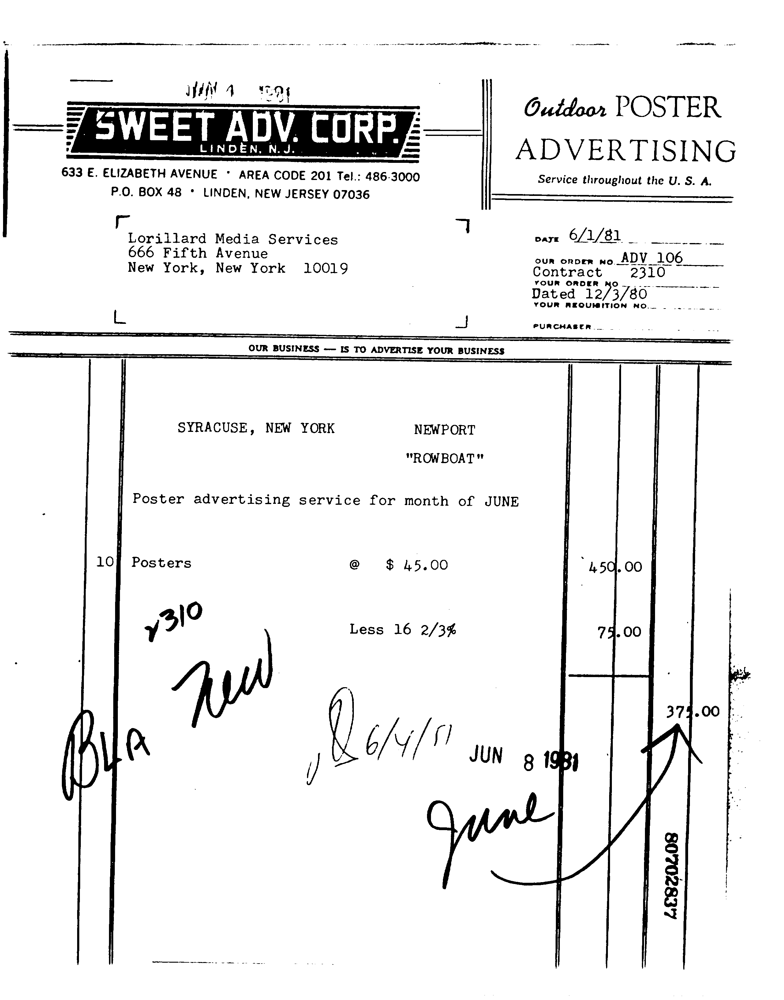 SWEET ADV. CORP.
LINDEN, N. J.
633 E. ELIZABETH AVENUE • AREA CODE 201 Tel.: 486-3000
P.O. BOX 48 • LINDEN, NEW JERSEY 07036
Outdoor POSTER
ADVERTISING
Service throughout the U. S. A.
Lorillard Media Services
666 Fifth Avenue
New York, New York 10019
DATE 6/1/81
OUR ORDER NO. ADV 106
Contract 2310
YOUR ORDER NO
Dated 12/3/80
YOUR REQUISITION NO.
PURCHASER
OUR BUSINESS — IS TO ADVERTISE YOUR BUSINESS
SYRACUSE, NEW YORK NEWPORT
"ROWBOAT"
Poster advertising service for month of JUNE
10 Posters @ $ 45.00 450.00
2310
Less 16 2/3% 75.00
New
375.00
BLA
6/4/81
JUN 8 1981
June
80702837